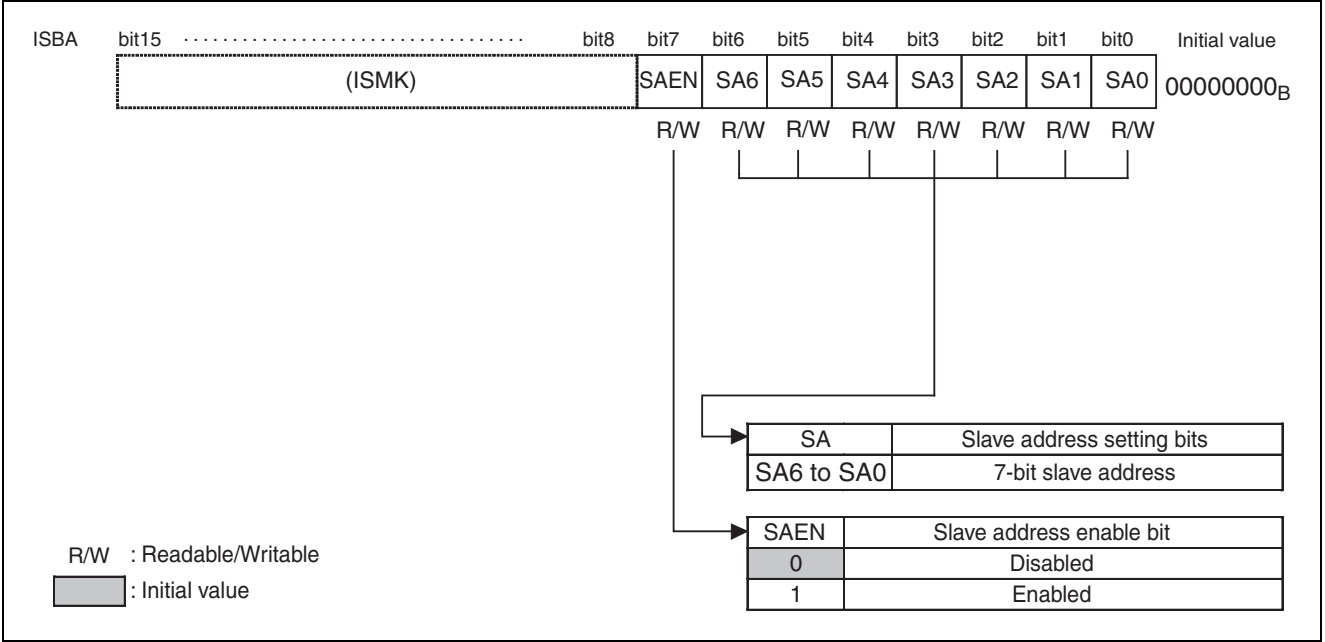 ISBA bit15 ................................... bit8 bit7 bit6 bit5 bit4 bit3 bit2 bit1 bit0 Initial value
(ISMK) SAEN SA6 SA5 SA4 SA3 SA2 SA1 SA0 00000000B
R/W R/W R/W R/W R/W R/W R/W R/W
SA Slave address setting bits
SA6 to SA0 7-bit slave address
SAEN Slave address enable bit
0 Disabled
1 Enabled
R/W : Readable/Writable
: Initial value